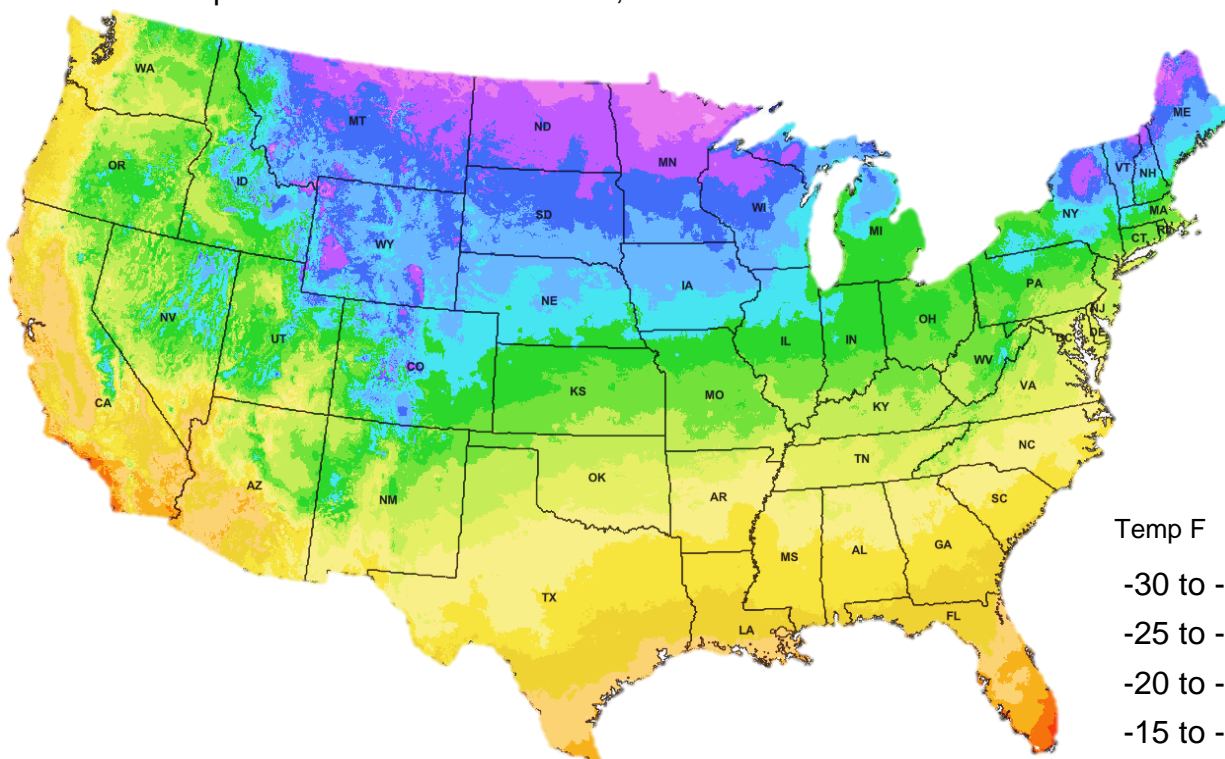 WA
MT
ND
ME
MN
OR
VT
NH
ID
WI
SD
MA
NY
MI
RI
CT
WY
PA
IA
NE
NJ
NV
OH
DE
UT
IL
IN
DC
WV
CO
VA
KS
MO
CA
KY
NC
TN
OK
AZ
AR
NM
SC
Temp F
GA
AL
MS
-30 to -
TX
FL
LA
-25 to -
-20 to -
-15 to -